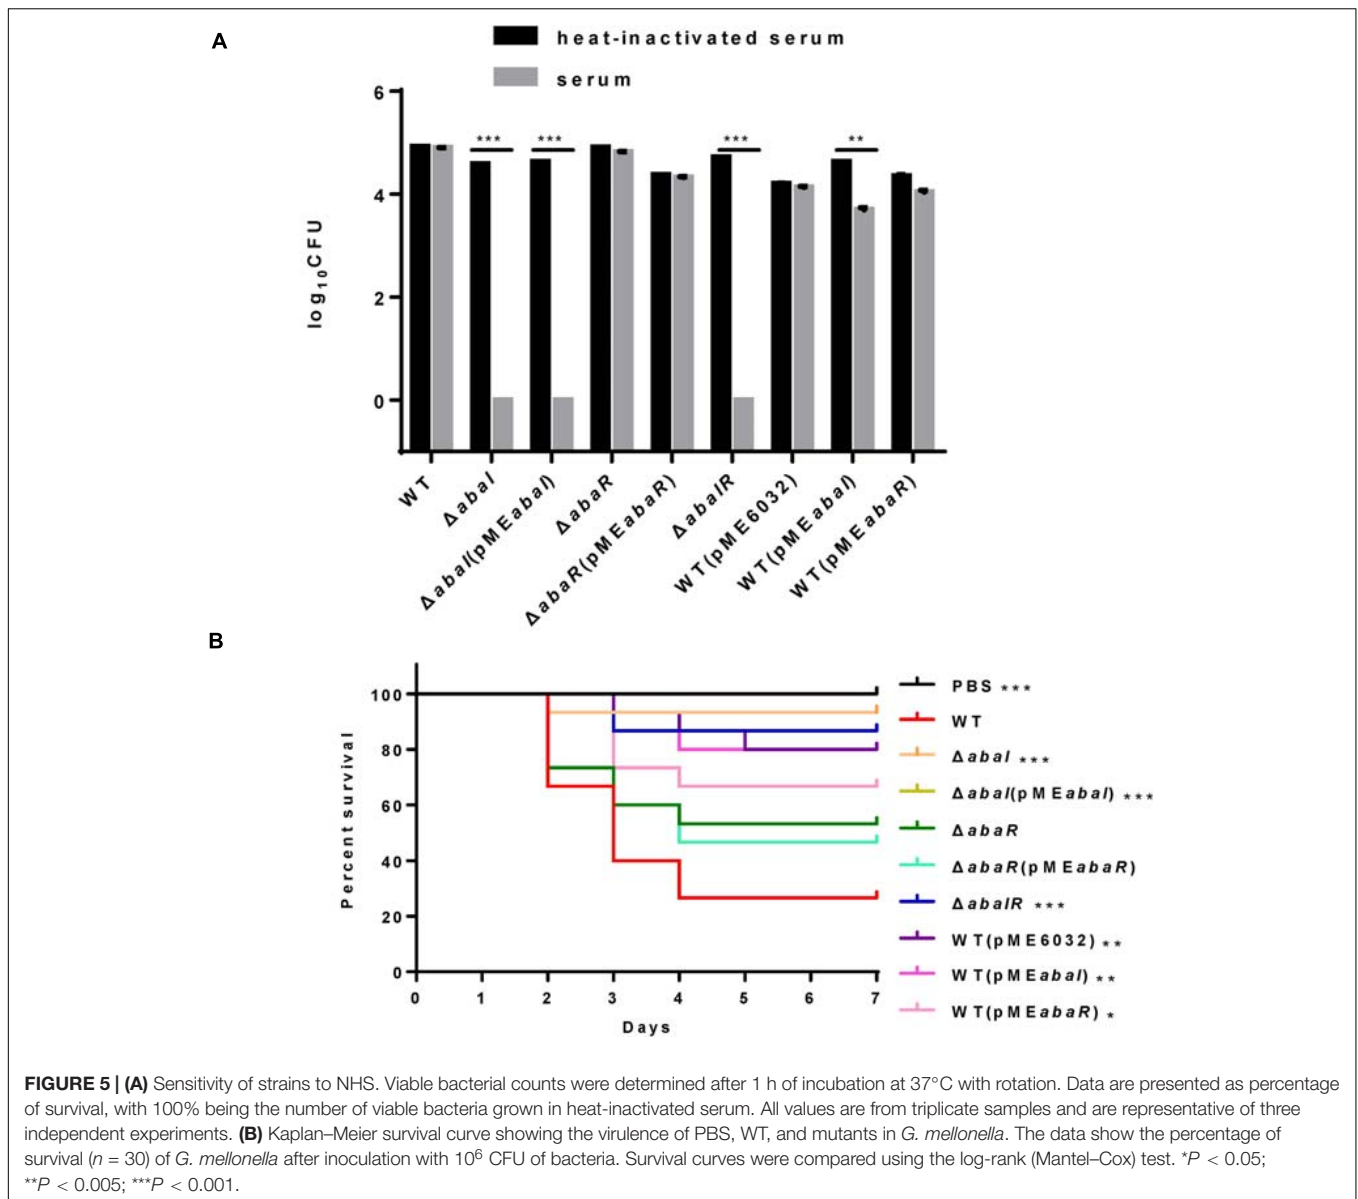 A
heat-inactivated serum
serum
6
4
2
0
log₁₀CFU
***
***
***
**
WT
ΔabaI
ΔabaI(pMEabaI)
ΔabaR
ΔabaR(pMEabaR)
ΔabaIR
WT(pME6032)
WT(pMEabaI)
WT(pMEabaR)
B
100
80
60
40
20
0
Percent survival
0 1 2 3 4 5 6 7
Days
PBS ***
WT
ΔabaI ***
ΔabaI(pMEabaI) ***
ΔabaR
ΔabaR(pMEabaR)
ΔabaIR ***
WT(pME6032) **
WT(pMEabaI) **
WT(pMEabaR) *
FIGURE 5 | (A) Sensitivity of strains to NHS. Viable bacterial counts were determined after 1 h of incubation at 37°C with rotation. Data are presented as percentage
of survival, with 100% being the number of viable bacteria grown in heat-inactivated serum. All values are from triplicate samples and are representative of three
independent experiments. (B) Kaplan–Meier survival curve showing the virulence of PBS, WT, and mutants in G. mellonella. The data show the percentage of
survival (n = 30) of G. mellonella after inoculation with 10⁶ CFU of bacteria. Survival curves were compared using the log-rank (Mantel–Cox) test. *P < 0.05;
**P < 0.005; ***P < 0.001.